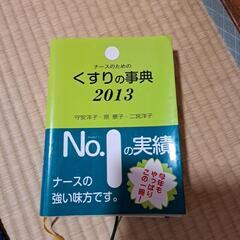 ナースのための
くすりの事典
2013
守安洋子・原 景子・二宮洋子
No.1の実績
今年も
やっぱり
この一冊
ナースの
強い味方です。